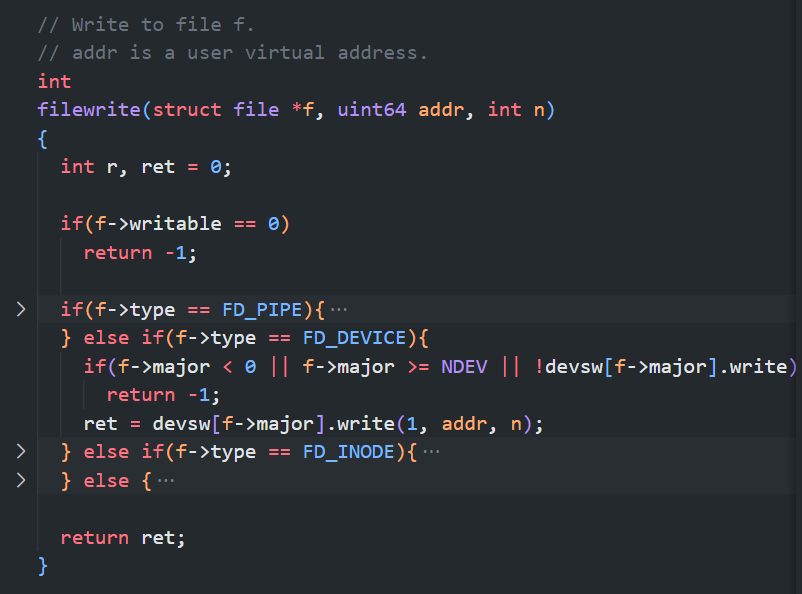 // Write to file f.
// addr is a user virtual address.
int
filewrite(struct file *f, uint64 addr, int n)
{
  int r, ret = 0;

  if(f->writable == 0)
    return -1;

  if(f->type == FD_PIPE){···
  } else if(f->type == FD_DEVICE){
    if(f->major < 0 || f->major >= NDEV || !devsw[f->major].write)
      return -1;
    ret = devsw[f->major].write(1, addr, n);
  } else if(f->type == FD_INODE){···
  } else {···

  return ret;
}